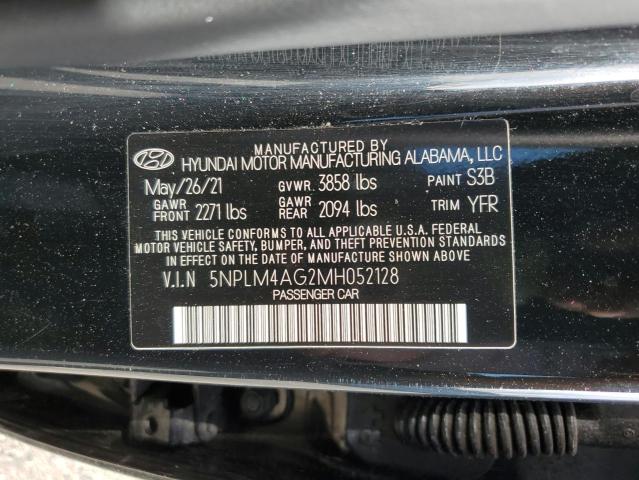 MANUFACTURED BY
HYUNDAI MOTOR MANUFACTURING ALABAMA, LLC
May/26/21 GVWR 3858 lbs PAINT S3B
GAWR FRONT 2271 lbs GAWR REAR 2094 lbs TRIM YFR
THIS VEHICLE CONFORMS TO ALL APPLICABLE U.S.A. FEDERAL
MOTOR VEHICLE SAFETY, BUMPER, AND THEFT PREVENTION
STANDARDS IN EFFECT ON THE DATE OF MANUFACTURE SHOWN ABOVE.
V.I.N 5NPLM4AG2MH052128
PASSENGER CAR